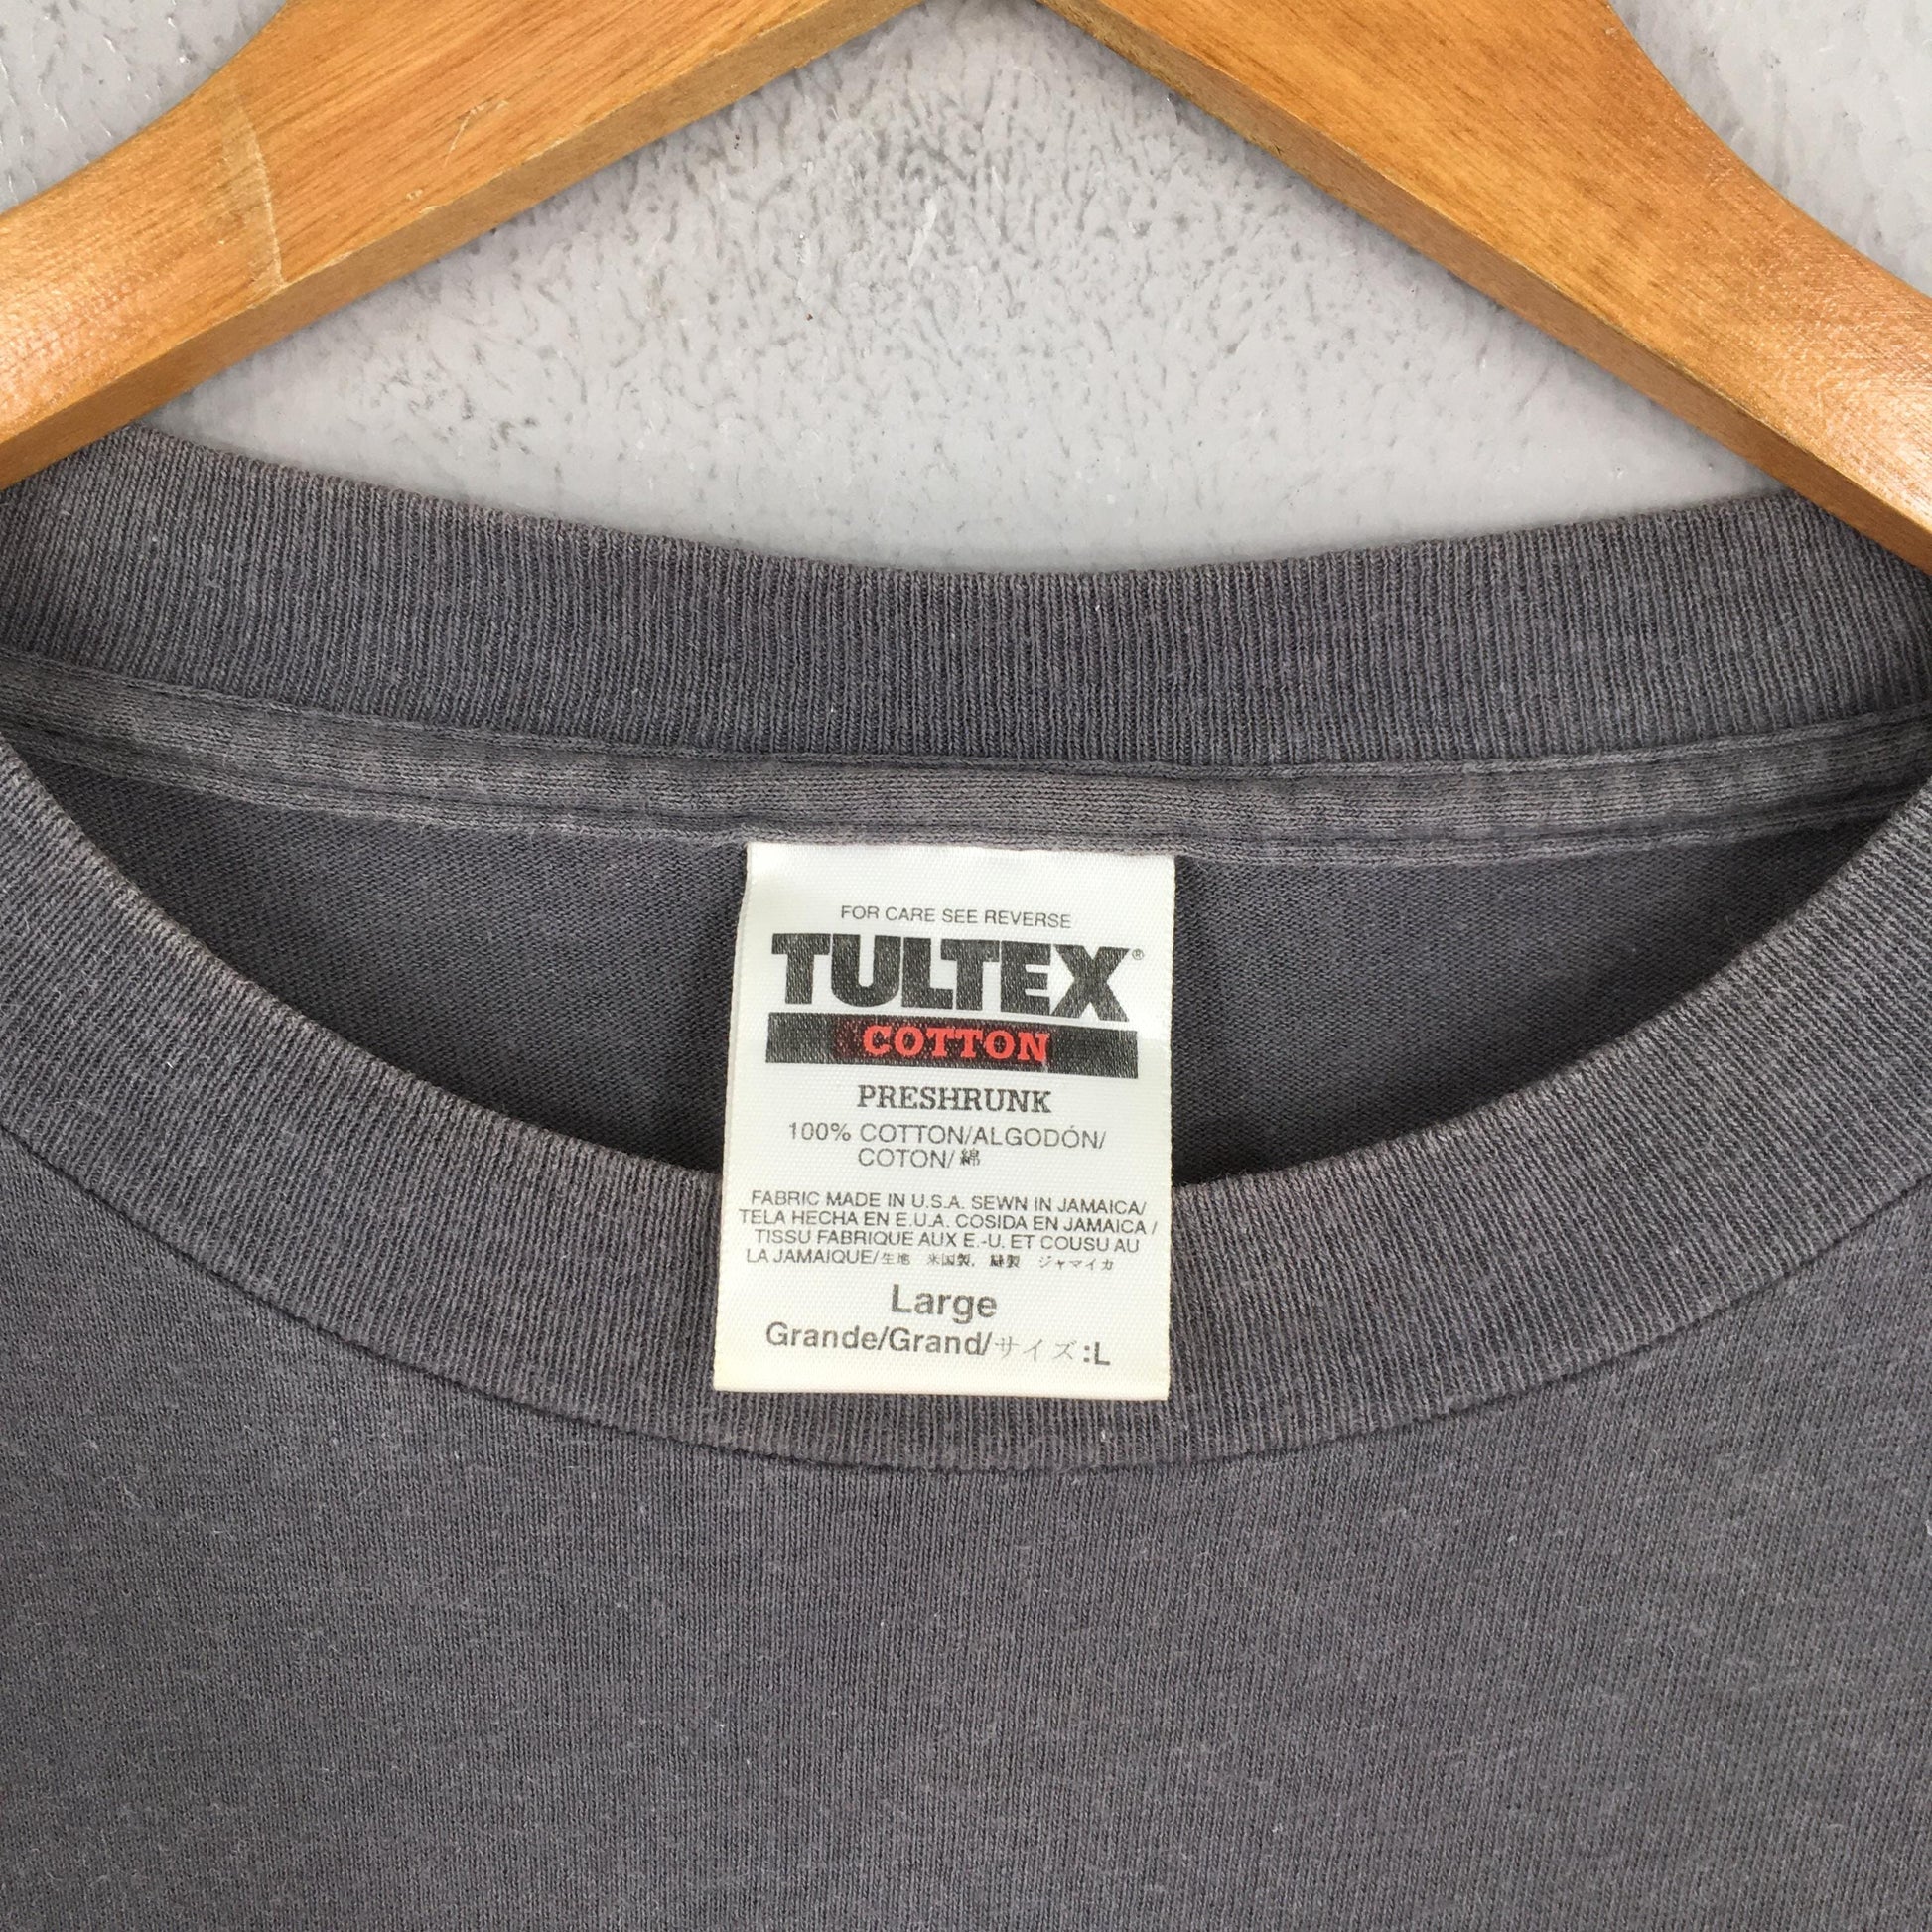 FOR CARE SEE REVERSE
TULTEX®
COTTON
PRESHRUNK
100% COTTON/ALGODÓN/
COTON/綿
FABRIC MADE IN U.S.A. SEWN IN JAMAICA/
TELA HECHA EN E.U.A. COSIDA EN JAMAICA /
TISSU FABRIQUE AUX E.-U. ET COUSU AU
LA JAMAIQUE/生地 米国製, 縫製 ジャマイカ
Large
Grande/Grand/サイズ:L